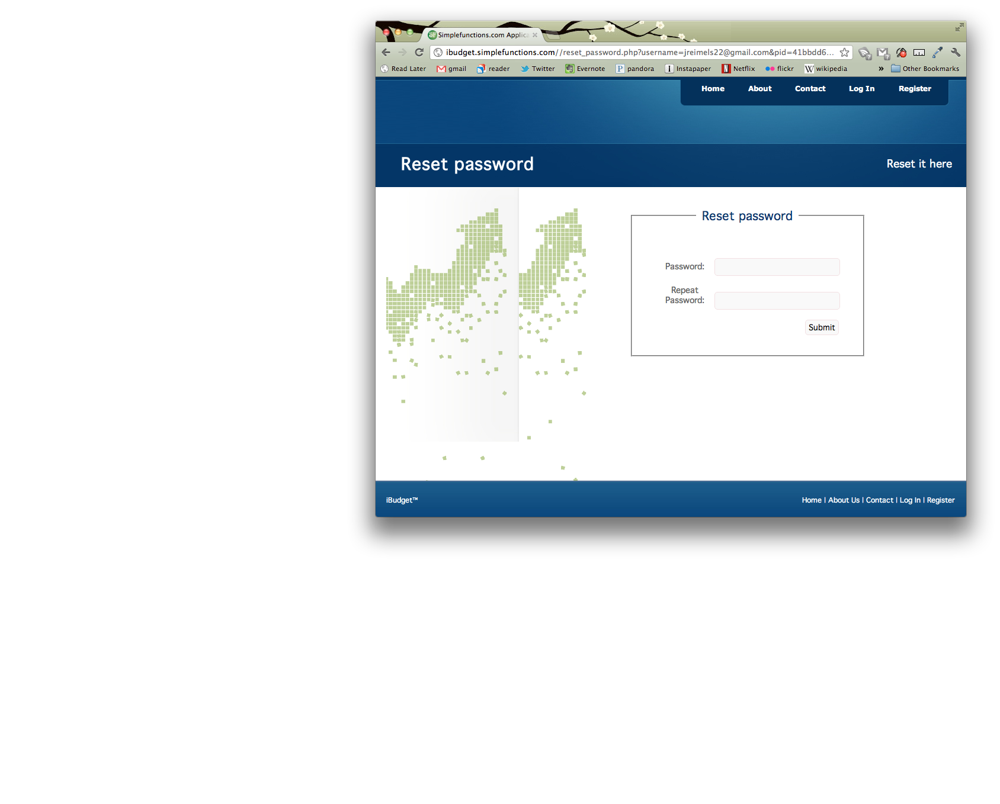 Simplefunctions.com Applica
ibudget.simplefunctions.com//reset_password.php?username=jreimels22@gmail.com&pid=41bbdd6...
Read Later gmail reader Twitter Evernote pandora Instapaper Netflix flickr wikipedia » Other Bookmarks
Home About Contact Log In Register
Reset password Reset it here
Reset password
Password:
Repeat
Password:
Submit
iBudget™ Home | About Us | Contact | Log In | Register